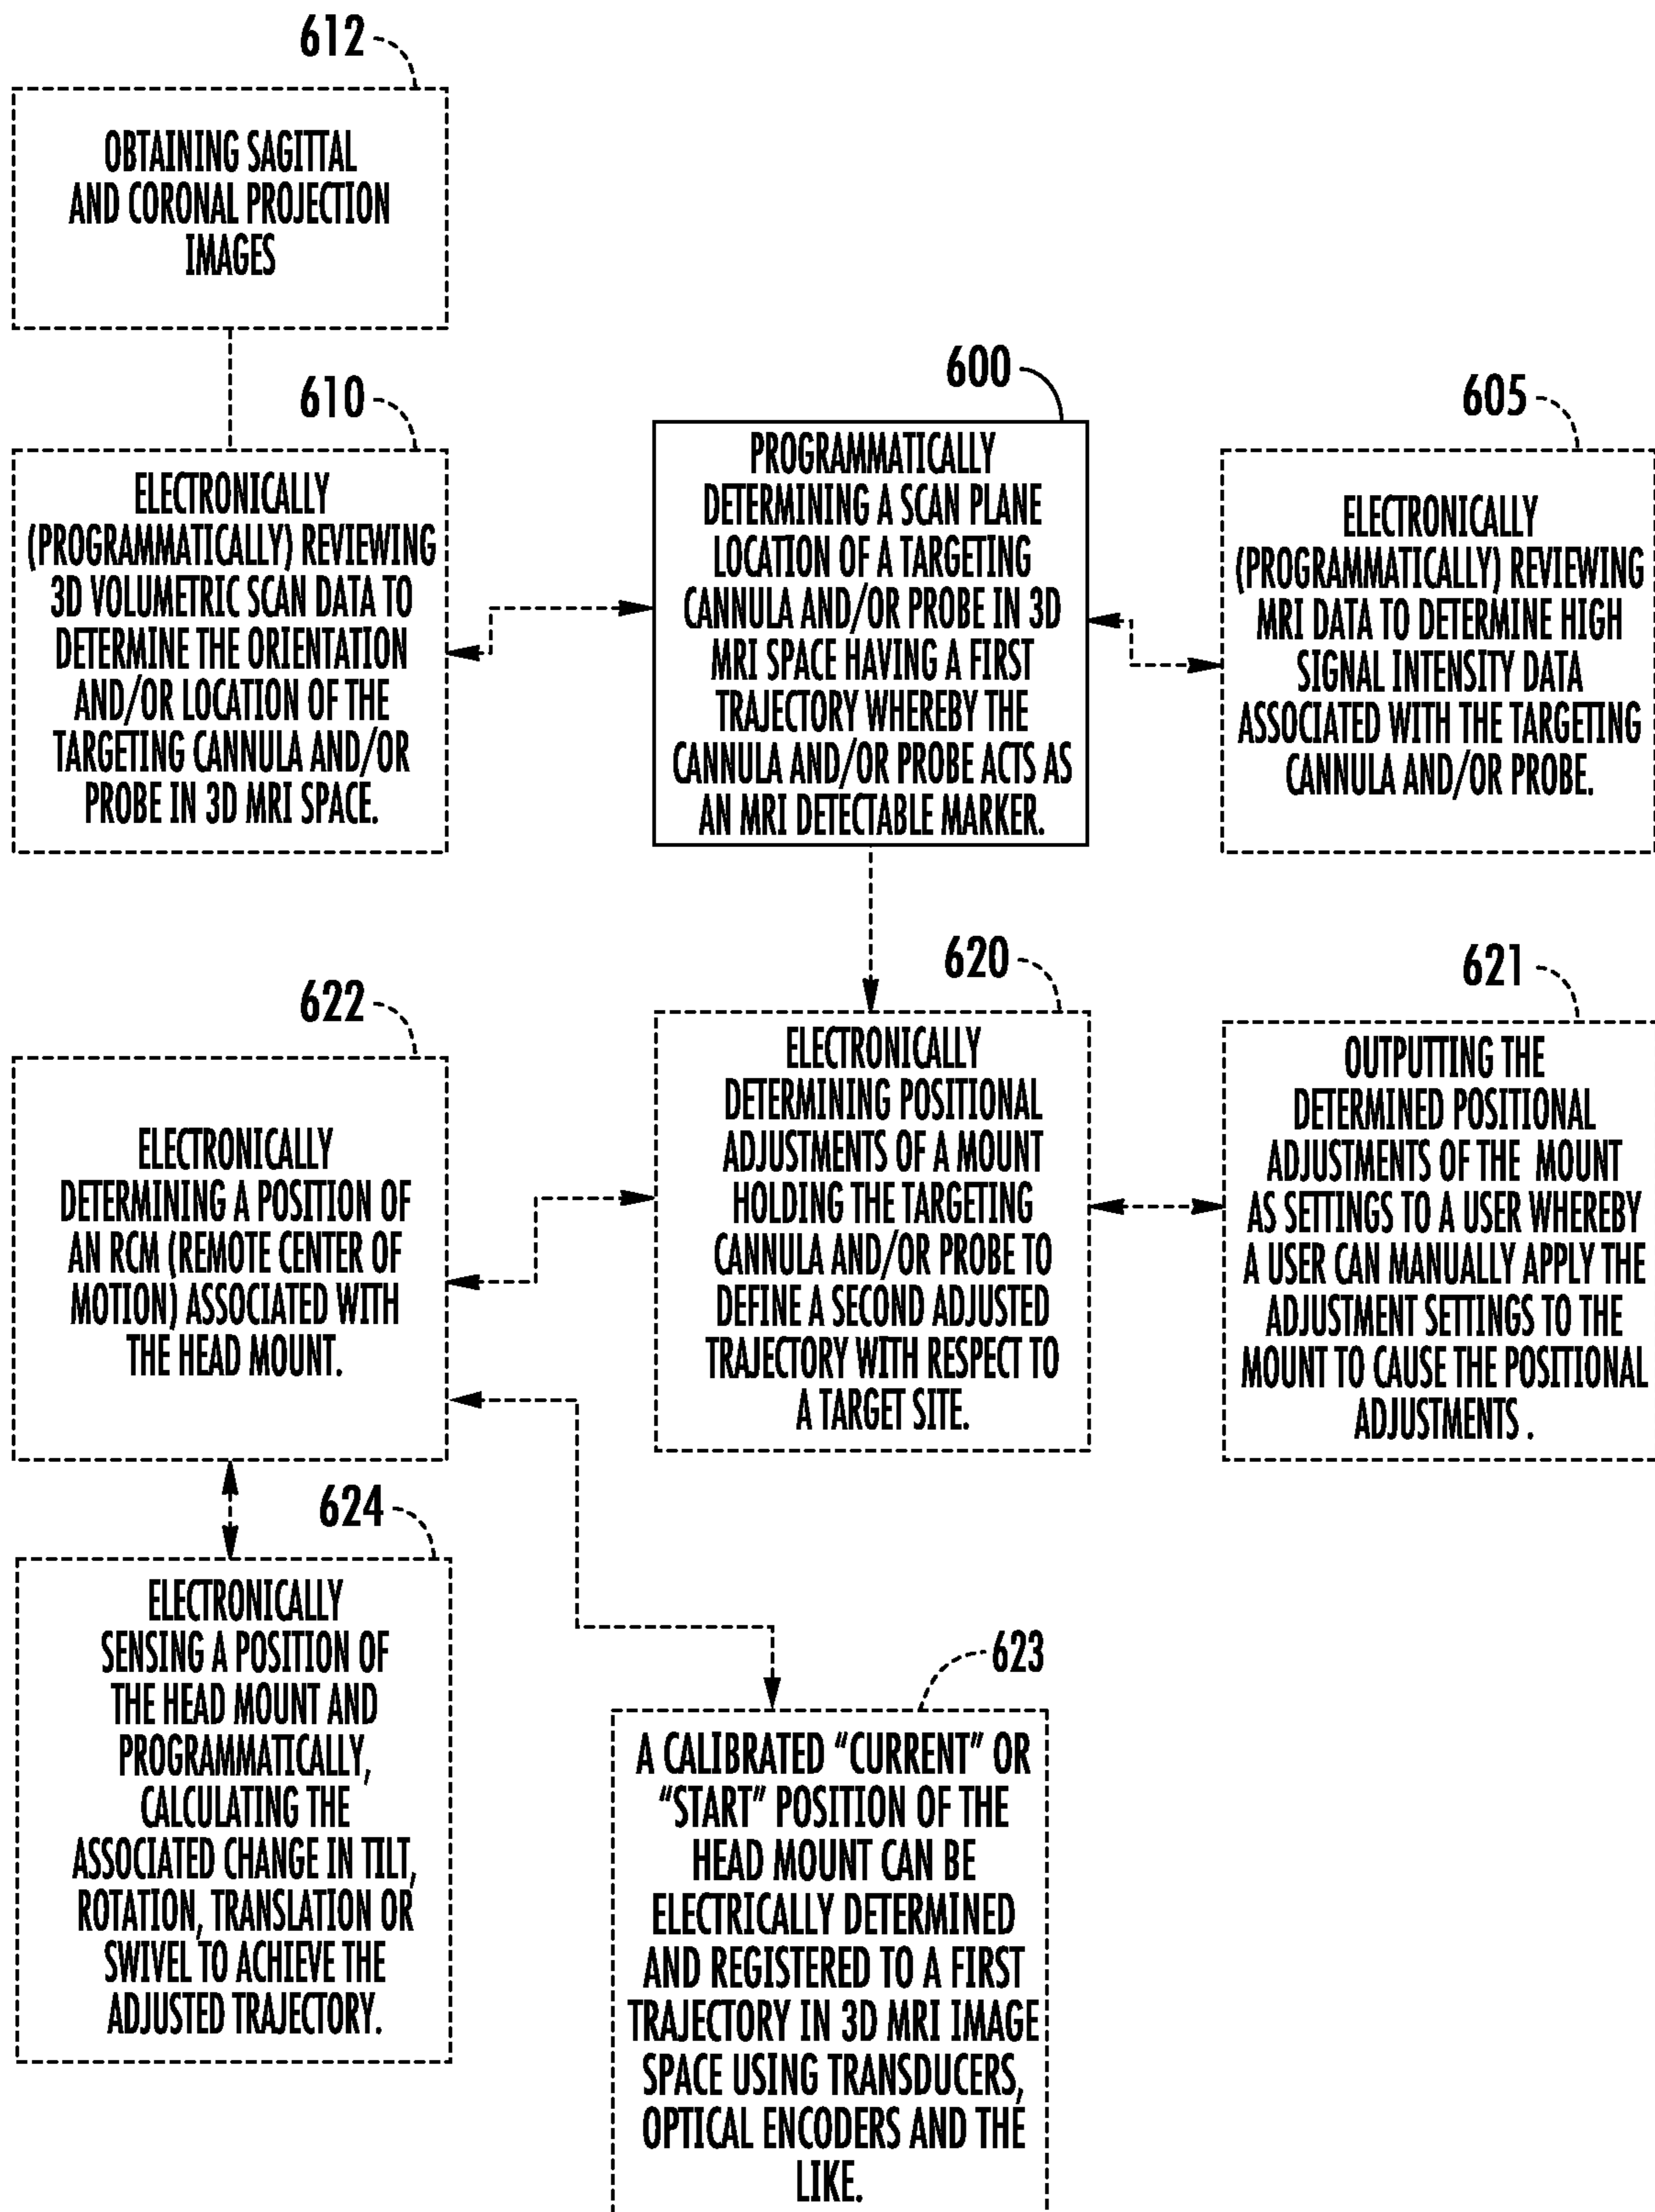 612
OBTAINING SAGITTAL
AND CORONAL PROJECTION
IMAGES
610
ELECTRONICALLY
(PROGRAMMATICALLY) REVIEWING
3D VOLUMETRIC SCAN DATA TO
DETERMINE THE ORIENTATION
AND/OR LOCATION OF THE
TARGETING CANNULA AND/OR
PROBE IN 3D MRI SPACE.
600
PROGRAMMATICALLY
DETERMINING A SCAN PLANE
LOCATION OF A TARGETING
CANNULA AND/OR PROBE IN 3D
MRI SPACE HAVING A FIRST
TRAJECTORY WHEREBY THE
CANNULA AND/OR PROBE ACTS AS
AN MRI DETECTABLE MARKER.
605
ELECTRONICALLY
(PROGRAMMATICALLY) REVIEWING
MRI DATA TO DETERMINE HIGH
SIGNAL INTENSITY DATA
ASSOCIATED WITH THE TARGETING
CANNULA AND/OR PROBE.
622
ELECTRONICALLY
DETERMINING A POSITION OF
AN RCM (REMOTE CENTER OF
MOTION) ASSOCIATED WITH
THE HEAD MOUNT.
620
ELECTRONICALLY
DETERMINING POSITIONAL
ADJUSTMENTS OF A MOUNT
HOLDING THE TARGETING
CANNULA AND/OR PROBE TO
DEFINE A SECOND ADJUSTED
TRAJECTORY WITH RESPECT TO
A TARGET SITE.
621
OUTPUTTING THE
DETERMINED POSITIONAL
ADJUSTMENTS OF THE MOUNT
AS SETTINGS TO A USER WHEREBY
A USER CAN MANUALLY APPLY THE
ADJUSTMENT SETTINGS TO THE
MOUNT TO CAUSE THE POSITIONAL
ADJUSTMENTS .
624
ELECTRONICALLY
SENSING A POSITION OF
THE HEAD MOUNT AND
PROGRAMMATICALLY,
CALCULATING THE
ASSOCIATED CHANGE IN TILT,
ROTATION, TRANSLATION OR
SWIVEL TO ACHIEVE THE
ADJUSTED TRAJECTORY.
623
A CALIBRATED "CURRENT" OR
"START" POSITION OF THE
HEAD MOUNT CAN BE
ELECTRICALLY DETERMINED
AND REGISTERED TO A FIRST
TRAJECTORY IN 3D MRI IMAGE
SPACE USING TRANSDUCERS,
OPTICAL ENCODERS AND THE
LIKE.